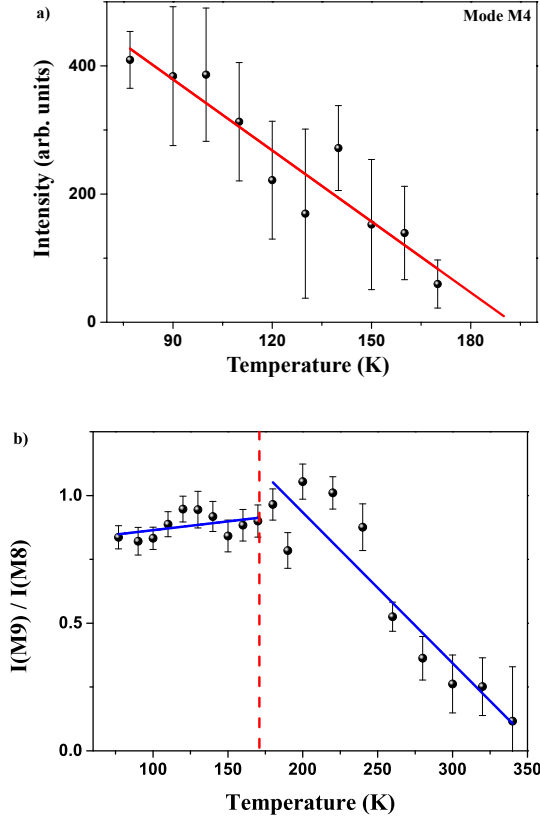 a)
Mode M4
Intensity (arb. units)
400
200
0
90
120
150
180
Temperature (K)
b)
I(M9) / I(M8)
1.0
0.5
0.0
100
150
200
250
300
350
Temperature (K)